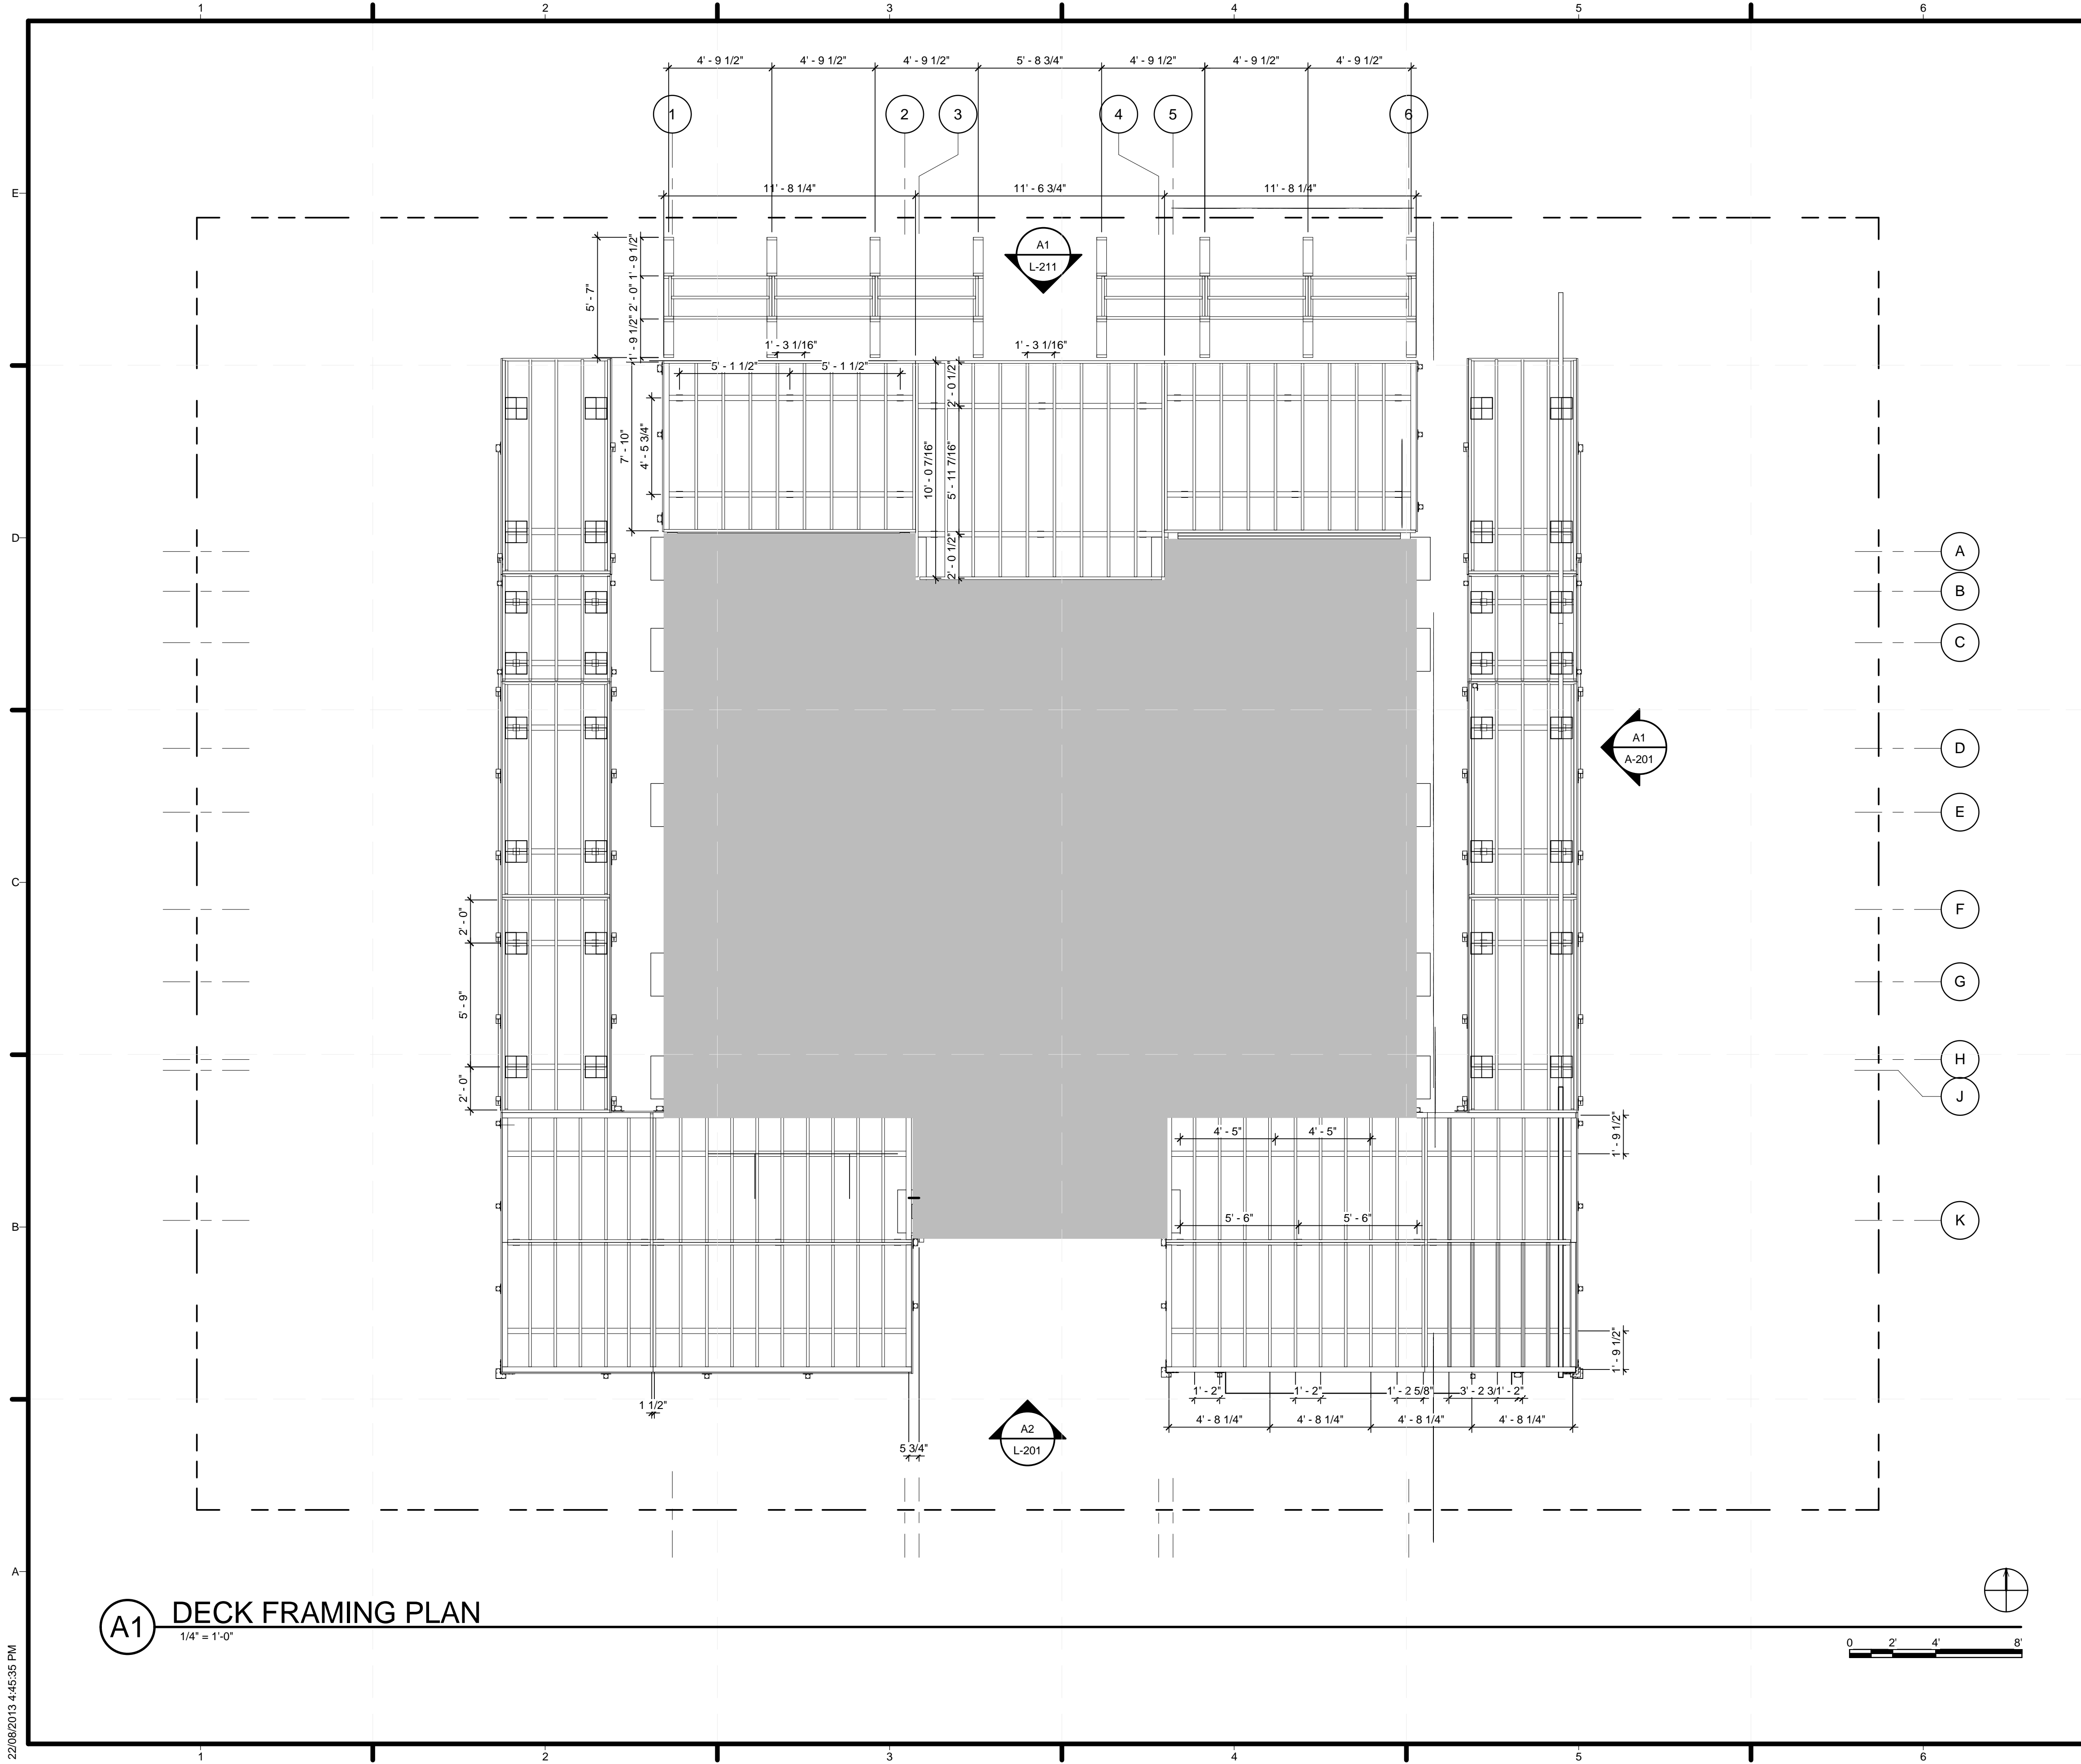 1 2 3 4 5 6
4' - 9 1/2" 4' - 9 1/2" 4' - 9 1/2" 5' - 8 3/4" 4' - 9 1/2" 4' - 9 1/2" 4' - 9 1/2"
1 2 3 4 5 6
E
11' - 8 1/4" 11' - 6 3/4" 11' - 8 1/4"
A1
L-211
5' - 7"
1' - 9 1/2"
2' - 0"
1' - 9 1/2"
1' - 3 1/16" 1' - 3 1/16"
5' - 1 1/2" 5' - 1 1/2"
7' - 10"
4' - 5 3/4"
10' - 0 7/16"
2' - 0 1/2"
5' - 11 7/16"
2' - 0 1/2"
D
A
B
C
D
A1
A-201
E
C
F
G
H
J
K
2' - 0"
5' - 9"
2' - 0"
4' - 5" 4' - 5"
1' - 9 1/2"
B
5' - 6" 5' - 6"
1' - 9 1/2"
1' - 2" 1' - 2" 1' - 2 5/8" 3' - 2 3/1' - 2"
1 1/2"
4' - 8 1/4" 4' - 8 1/4" 4' - 8 1/4" 4' - 8 1/4"
5 3/4"
A2
L-201
A
A1 DECK FRAMING PLAN
1/4" = 1'-0"
0 2' 4' 8'
22/08/2013 4:45:35 PM
1 2 3 4 5 6